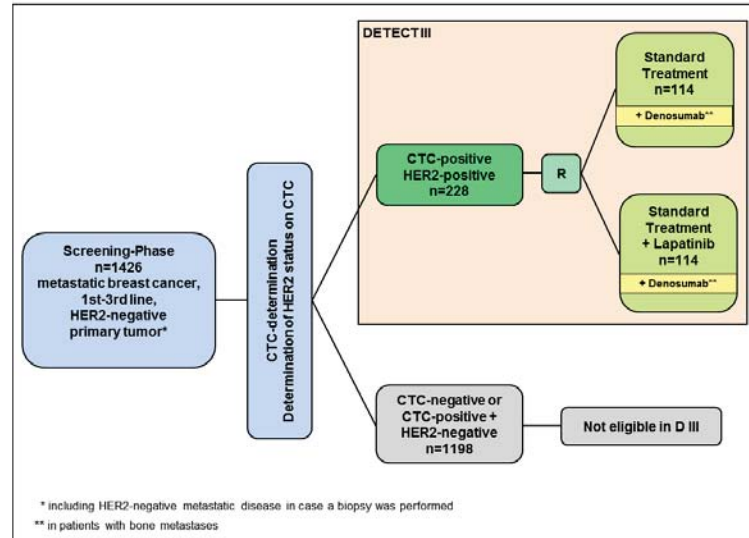 DETECTIII
Standard
Treatment
n=114
+ Denosumab**
CTC-positive
HER2-positive
n=228
R
Standard
Treatment
+ Lapatinib
n=114
+ Denosumab**
Screening-Phase
n=1426
metastatic breast cancer,
1st-3rd line,
HER2-negative
primary tumor*
CTC-determination
Determination of HER2 status on CTC
CTC-negative or
CTC-positive +
HER2-negative
n=1198
Not eligible in D III
* including HER2-negative metastatic disease in case a biopsy was performed
** in patients with bone metastases